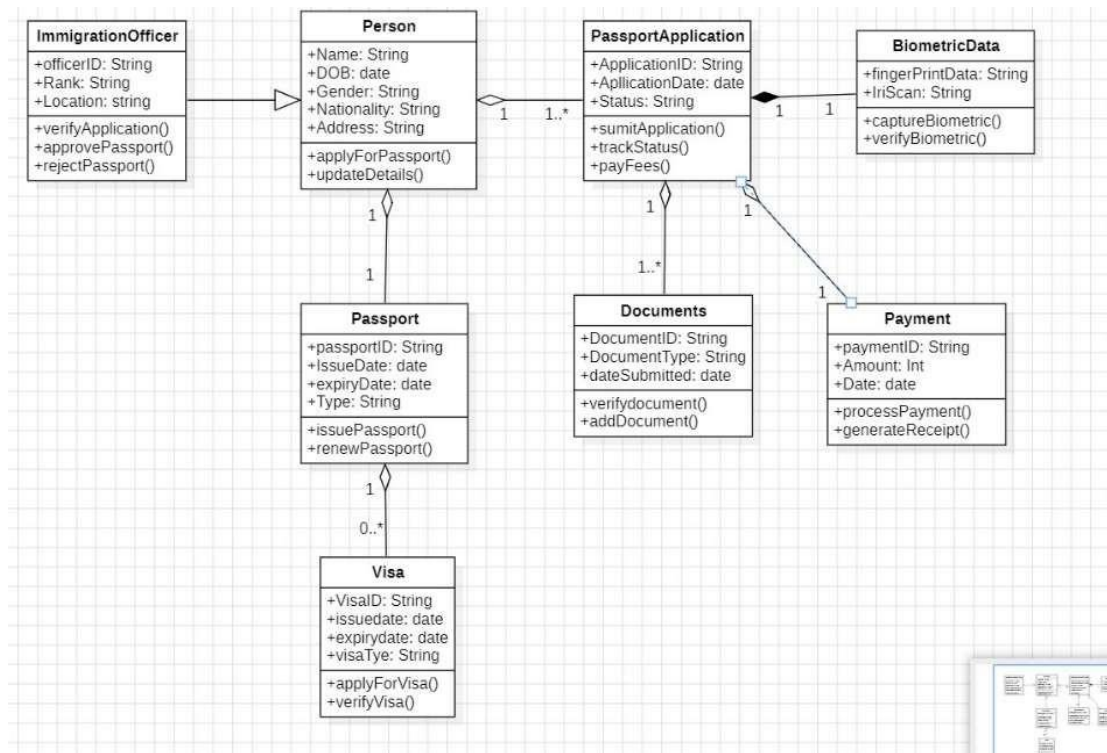 ImmigrationOfficer
+officerID: String
+Rank: String
+Location: string
+verifyApplication()
+approvePassport()
+rejectPassport()
Person
+Name: String
+DOB: date
+Gender: String
+Nationality: String
+Address: String
+applyForPassport()
+updateDetails()
1
1..*
PassportApplication
+ApplicationID: String
+ApllicationDate: date
+Status: String
+sumitApplication()
+trackStatus()
+payFees()
1
1
BiometricData
+fingerPrintData: String
+IriScan: String
+captureBiometric()
+verifyBiometric()
1
1
1
1..*
1
1
Passport
+passportID: String
+IssueDate: date
+expiryDate: date
+Type: String
+issuePassport()
+renewPassport()
Documents
+DocumentID: String
+DocumentType: String
+dateSubmitted: date
+verifydocument()
+addDocument()
Payment
+paymentID: String
+Amount: Int
+Date: date
+processPayment()
+generateReceipt()
1
0..*
Visa
+VisaID: String
+issuedate: date
+expirydate: date
+visaTye: String
+applyForVisa()
+verifyVisa()